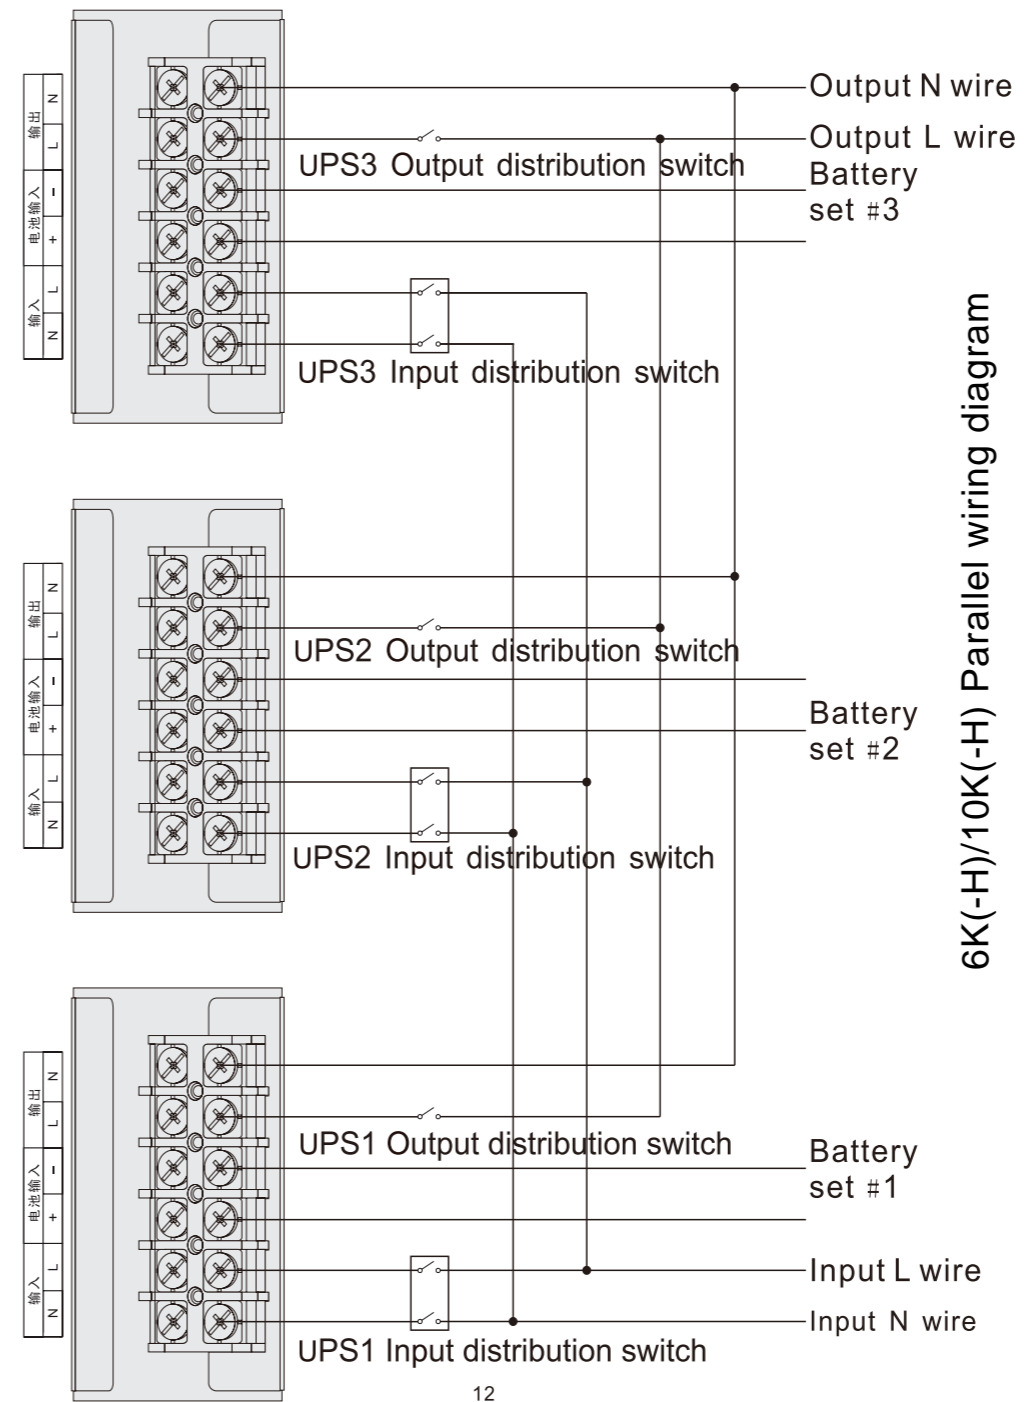 Output N wire
Output L wire
UPS3 Output distribution switch
Battery
set #3
UPS3 Input distribution switch
N
L
输出
-
+
电池输入
L
N
输入
6K(-H)/10K(-H) Parallel wiring diagram
UPS2 Output distribution switch
Battery
set #2
UPS2 Input distribution switch
N
L
输出
-
+
电池输入
L
N
输入
UPS1 Output distribution switch
Battery
set #1
Input L wire
Input N wire
UPS1 Input distribution switch
N
L
输出
-
+
电池输入
L
N
输入
12